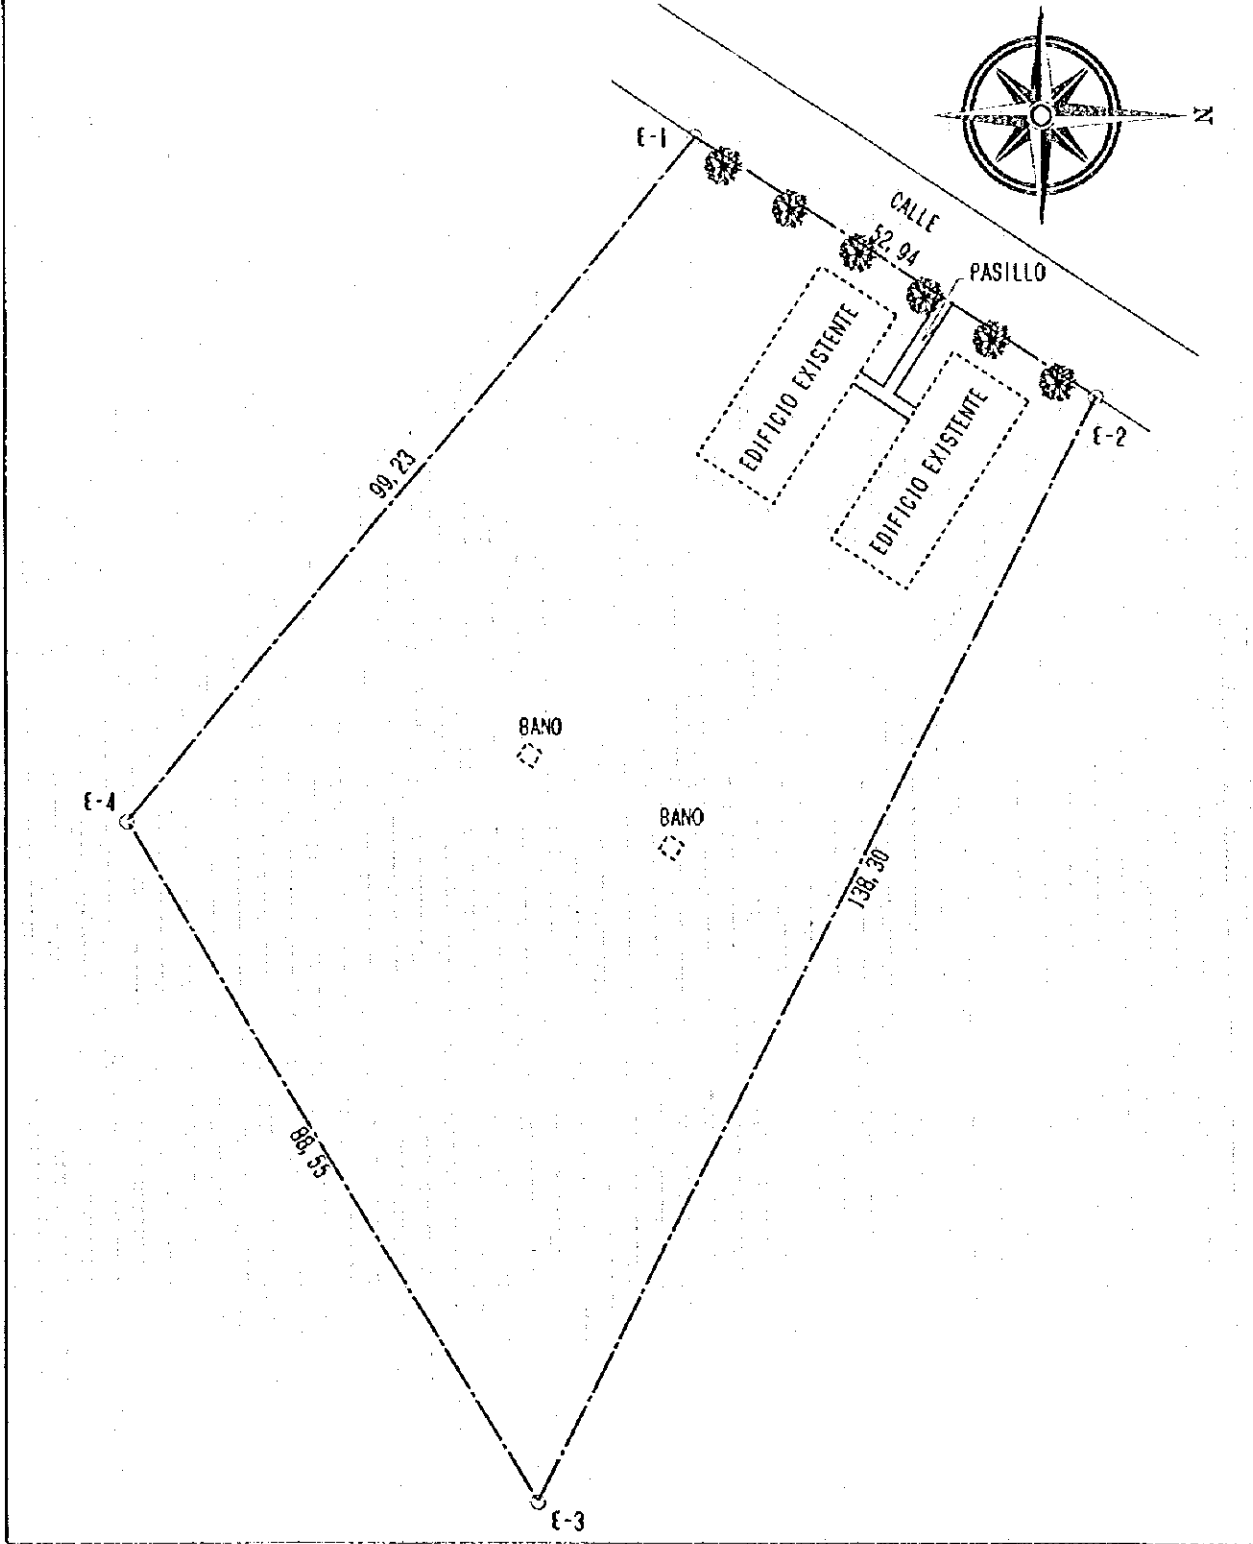 N
E-1
CALLE
52,94
PASILLO
EDIFICIO EXISTENTE
EDIFICIO EXISTENTE
E-2
99,23
BANO
E-4
BANO
138,30
88,55
E-3